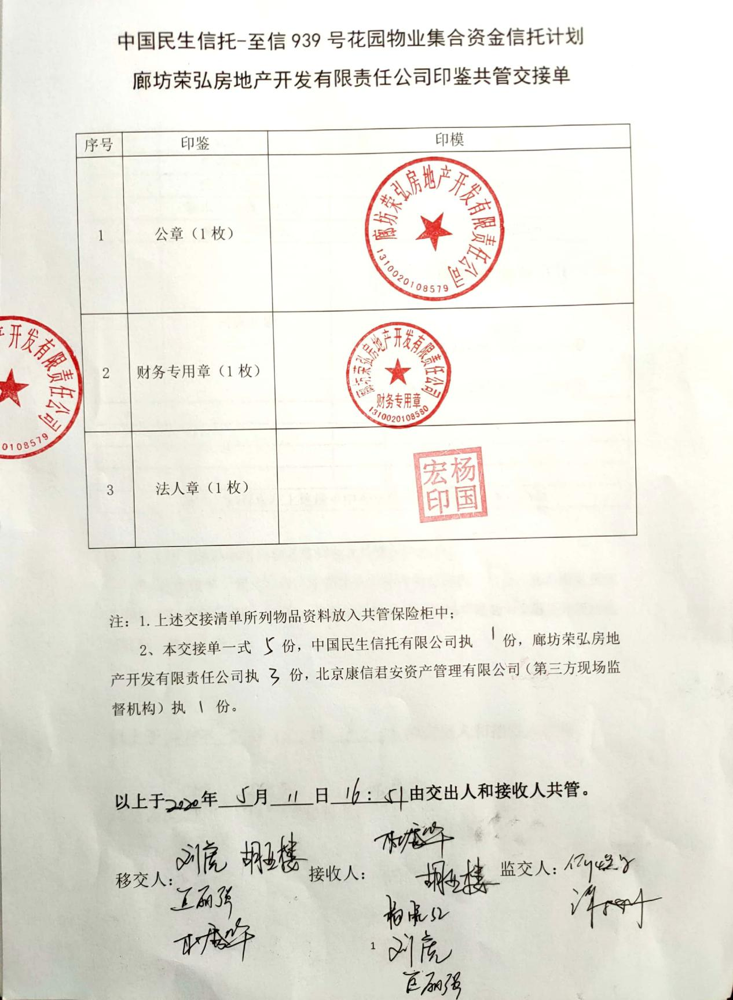 中国民生信托-至信 939 号花园物业集合资金信托计划
廊坊荣弘房地产开发有限责任公司印鉴共管交接单
序号 印鉴 印模
廊坊荣弘房地产开发有限责任公司
1 公章（1 枚）
1310020108579
产开发有限责任公司
0108579
廊坊荣弘房地产开发有限责任公司
2 财务专用章（1 枚）
财务专用章
1310020108580
3 法人章（1 枚）
杨国宏印
注：1.上述交接清单所列物品资料放入共管保险柜中；
2、本交接单一式 5 份，中国民生信托有限公司执 1 份，廊坊荣弘房地
产开发有限责任公司执 3 份，北京康信君安资产管理有限公司（第三方现场监
督机构）执 1 份。
以上于2020年 5月 11 日 16：51由交出人和接收人共管。
移交人： 刘虎 胡五楼
接收人： 胡五楼
监交人：
刘虎
1